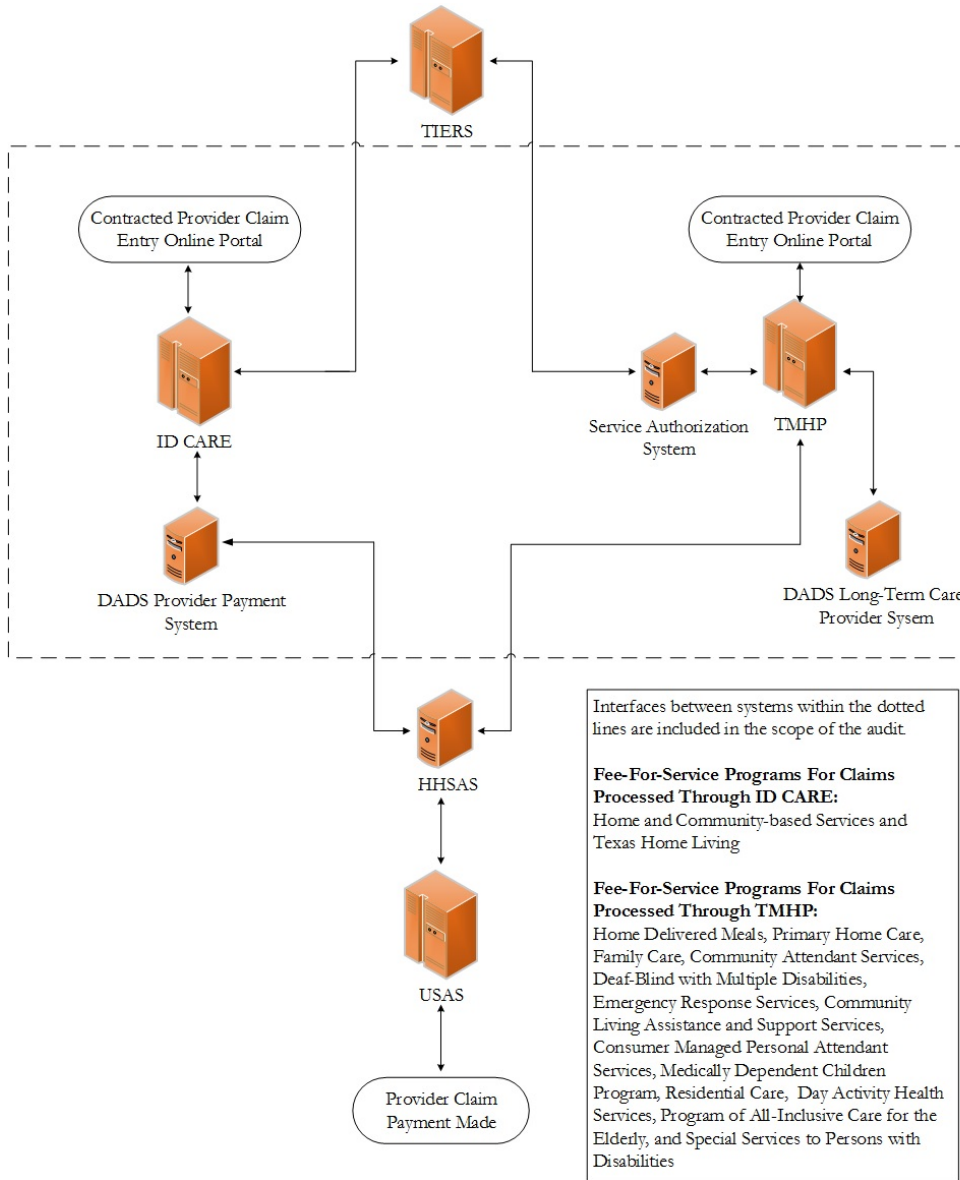 TIERS
Contracted Provider Claim
Entry Online Portal
Contracted Provider Claim
Entry Online Portal
ID CARE
Service Authorization
System
TMHP
DADS Provider Payment
System
DADS Long-Term Care
Provider Sysem
HHSAS
USAS
Provider Claim
Payment Made
Interfaces between systems within the dotted
lines are included in the scope of the audit.
Fee-For-Service Programs For Claims
Processed Through ID CARE:
Home and Community-based Services and
Texas Home Living
Fee-For-Service Programs For Claims
Processed Through TMHP:
Home Delivered Meals, Primary Home Care,
Family Care, Community Attendant Services,
Deaf-Blind with Multiple Disabilities,
Emergency Response Services, Community
Living Assistance and Support Services,
Consumer Managed Personal Attendant
Services, Medically Dependent Children
Program, Residential Care, Day Activity Health
Services, Program of All-Inclusive Care for the
Elderly, and Special Services to Persons with
Disabilities